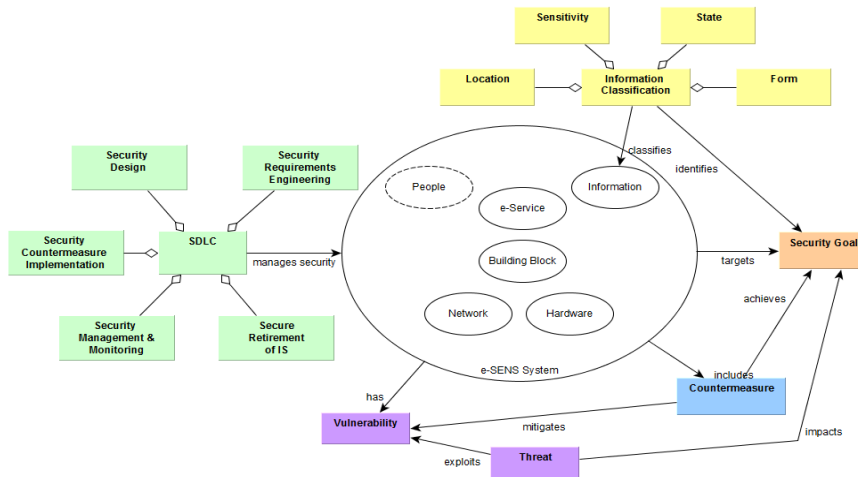 Sensitivity
State
Location
Information
Classification
Form
classifies
identifies
Security
Design
Security
Requirements
Engineering
People
Information
e-Service
Security
Countermeasure
Implementation
SDLC
manages security
Building Block
targets
Security Goal
achieves
Network
Hardware
Security
Management &
Monitoring
Secure
Retirement
of IS
e-SENS System
includes
Countermeasure
has
Vulnerability
mitigates
impacts
exploits
Threat